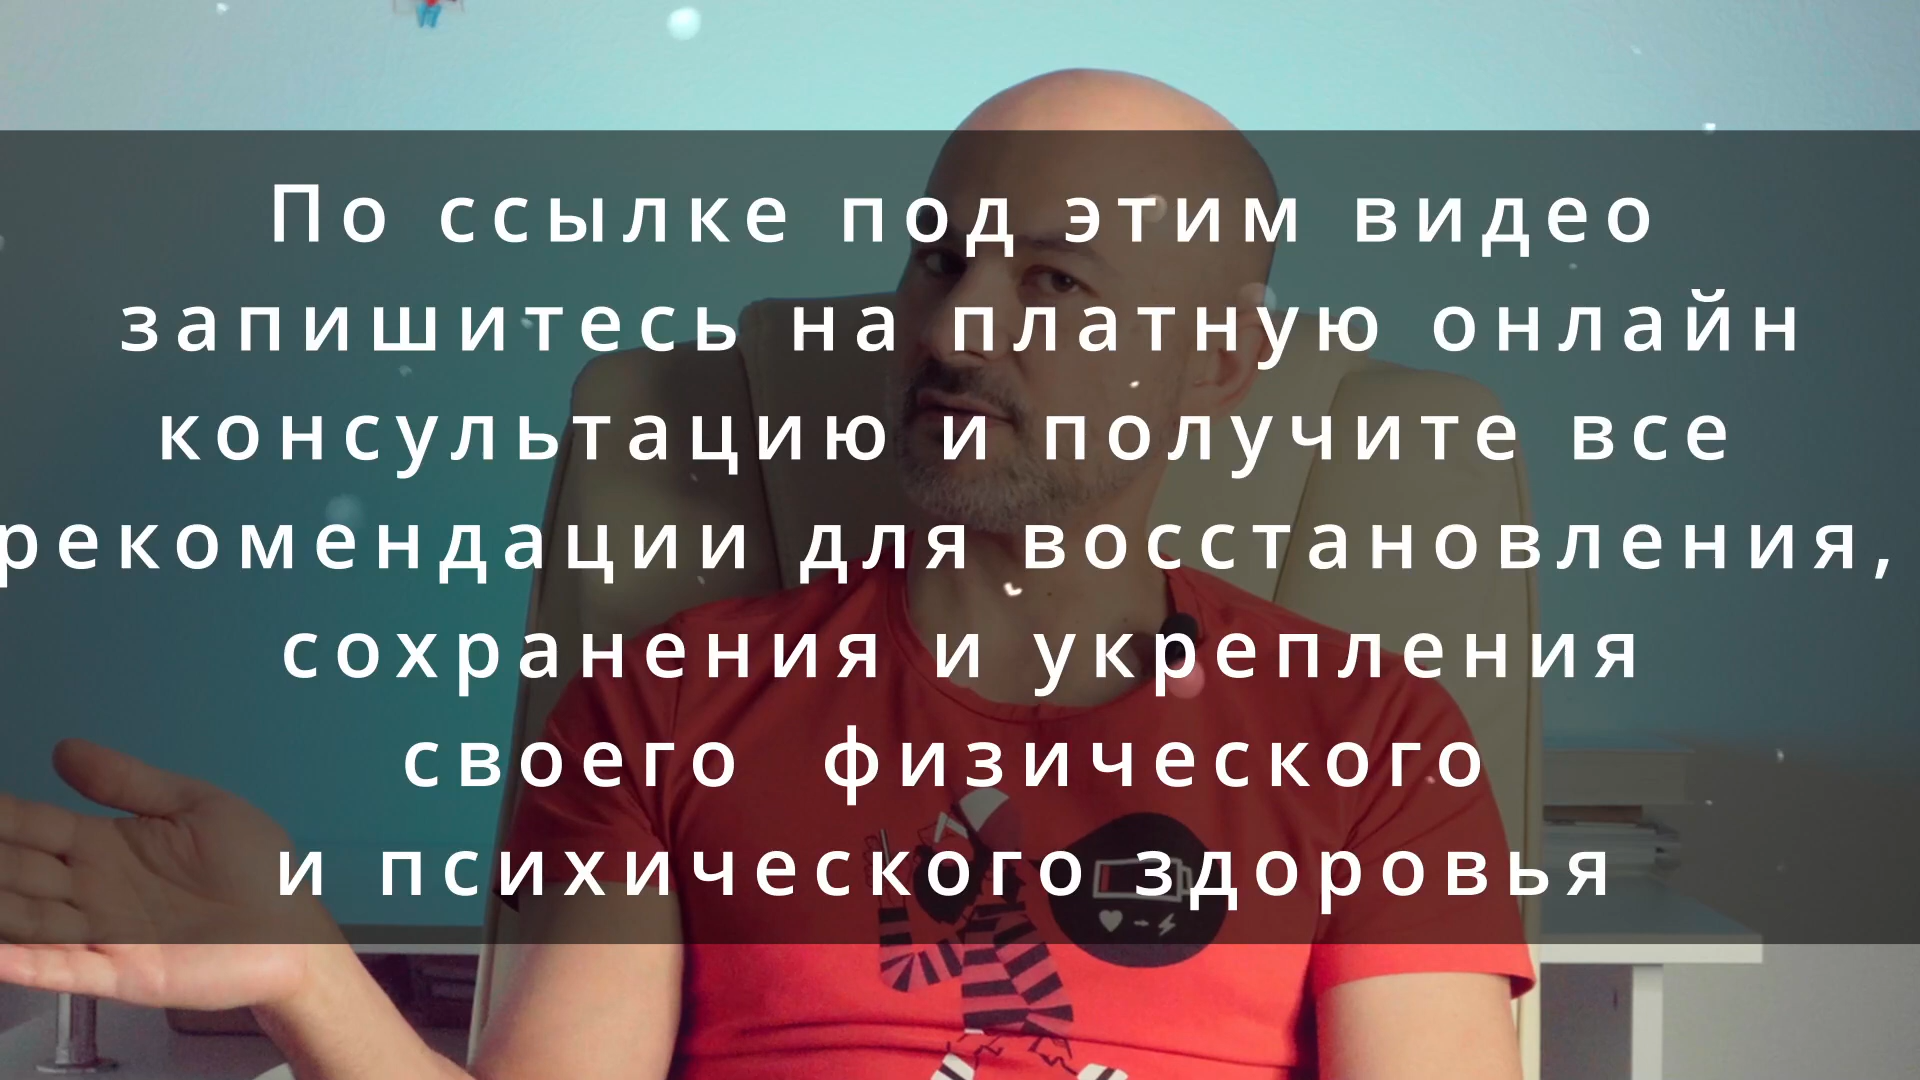 По ссылке под этим видео
запишитесь на платную онлайн
консультацию и получите все
рекомендации для восстановления,
сохранения и укрепления
своего физического
и психического здоровья